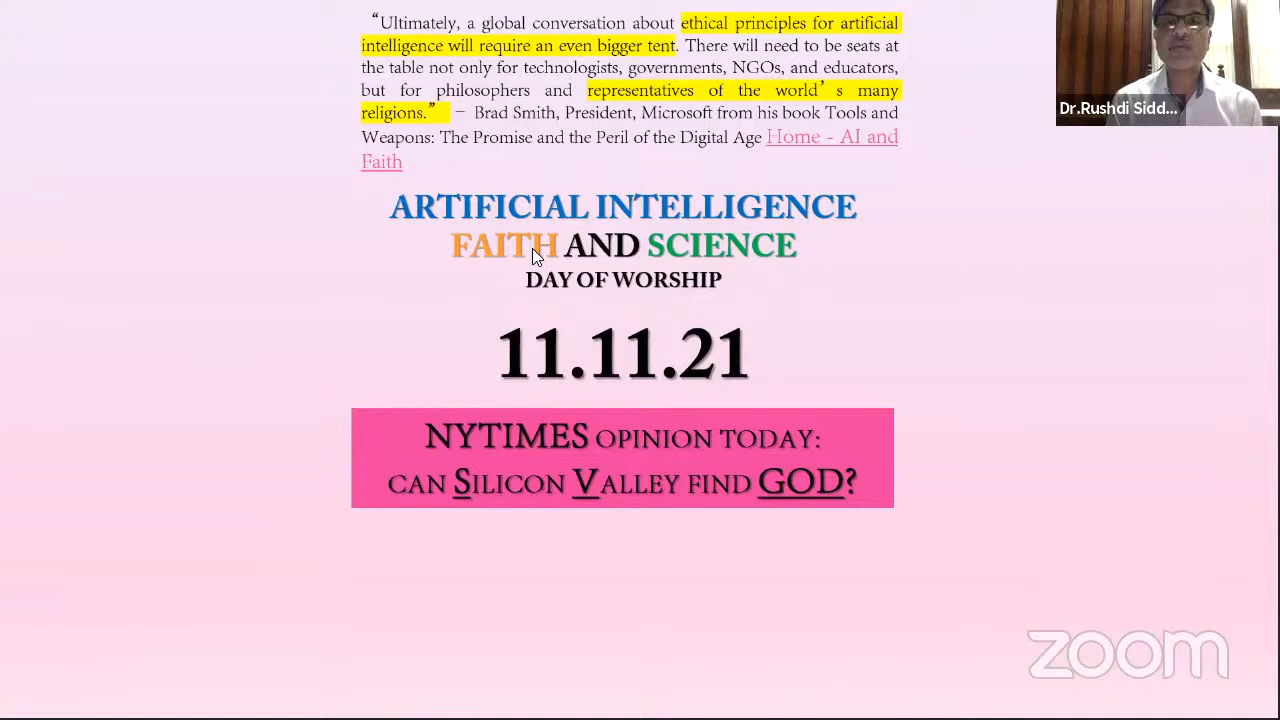 “Ultimately, a global conversation about ethical principles for artificial
intelligence will require an even bigger tent. There will need to be seats at
the table not only for technologists, governments, NGOs, and educators,
but for philosophers and representatives of the world’ s many
religions.” – Brad Smith, President, Microsoft from his book Tools and
Weapons: The Promise and the Peril of the Digital Age Home - AI and
Faith
Dr.Rushdi Sidd...
ARTIFICIAL INTELLIGENCE
FAITH AND SCIENCE
DAY OF WORSHIP
11.11.21
NYTIMES OPINION TODAY:
CAN SILICON VALLEY FIND GOD?
zoom